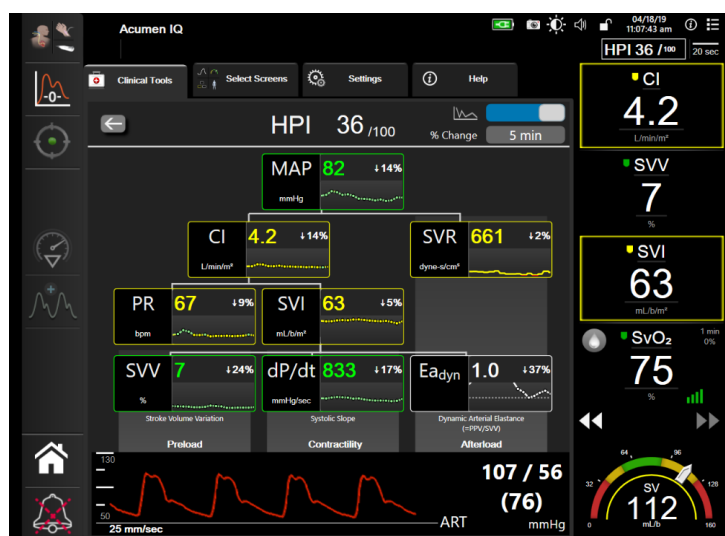 Acumen IQ
04/18/19
11:07:43 am
HPI 36 /100
20 sec
Clinical Tools
Select Screens
Settings
Help
-0-
HPI 36 /100
% Change
5 min
MAP 82 ↓14%
mmHg
CI 4.2 ↓14%
L/min/m²
SVR 661 ↓2%
dyne-s/cm⁵
PR 67 ↓9%
bpm
SVI 63 ↓5%
mL/b/m²
SVV 7 ↓24%
%
dP/dt 833 ↓17%
mmHg/sec
Eadyn 1.0 ↓37%
Stroke Volume Variation
Systolic Slope
Dynamic Arterial Elastance
(=PPV/SVV)
Preload
Contractility
Afterload
130
50
25 mm/sec
107 / 56
(76)
ART
mmHg
CI
4.2
L/min/m²
SVV
7
%
SVI
63
mL/b/m²
SvO₂
1 min
0%
75
%
64
96
32
128
SV
112
0
mL/b
160